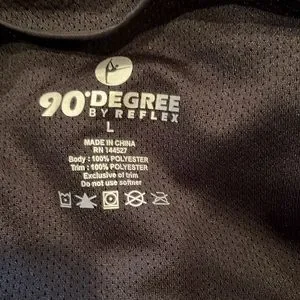 90°DEGREE
BY REFLEX
L
MADE IN CHINA
RN 144527
Body : 100% POLYESTER
Trim : 100% POLYESTER
Exclusive of trim
Do not use softner